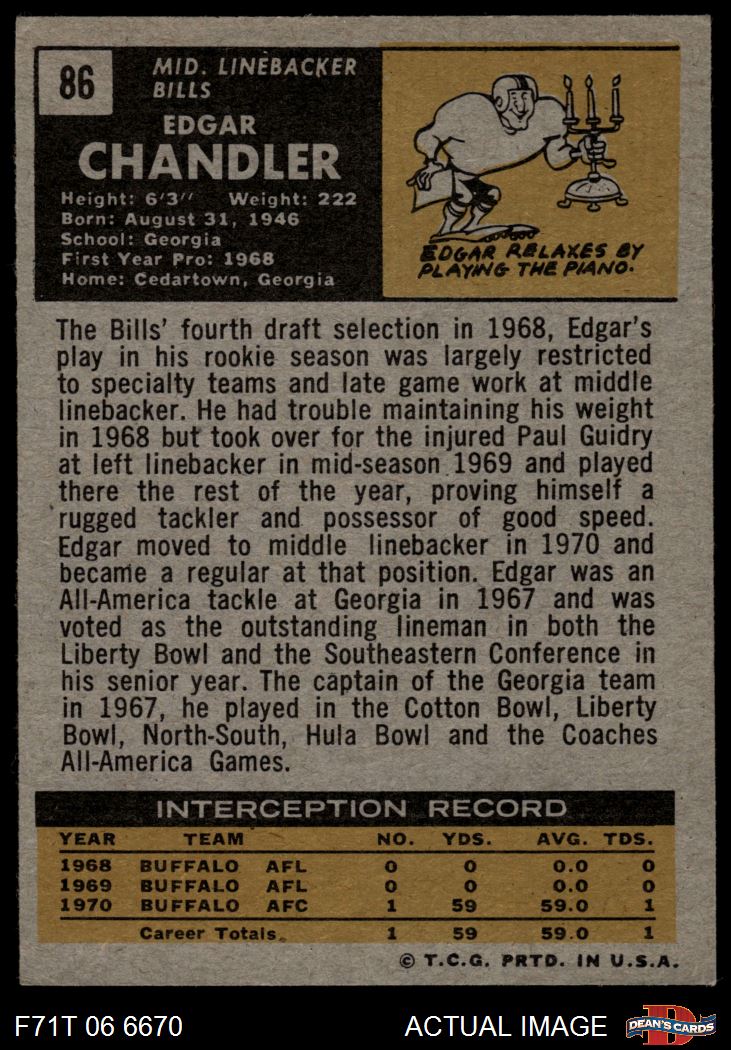 86
MID. LINEBACKER
BILLS
EDGAR
CHANDLER
Height: 6'3" Weight: 222
Born: August 31, 1946
School: Georgia
First Year Pro: 1968
Home: Cedartown, Georgia
EDGAR RELAXES BY
PLAYING THE PIANO.
The Bills' fourth draft selection in 1968, Edgar's
play in his rookie season was largely restricted
to specialty teams and late game work at middle
linebacker. He had trouble maintaining his weight
in 1968 but took over for the injured Paul Guidry
at left linebacker in mid-season 1969 and played
there the rest of the year, proving himself a
rugged tackler and possessor of good speed.
Edgar moved to middle linebacker in 1970 and
became a regular at that position. Edgar was an
All-America tackle at Georgia in 1967 and was
voted as the outstanding lineman in both the
Liberty Bowl and the Southeastern Conference in
his senior year. The captain of the Georgia team
in 1967, he played in the Cotton Bowl, Liberty
Bowl, North-South, Hula Bowl and the Coaches
All-America Games.
INTERCEPTION RECORD
YEAR TEAM NO. YDS. AVG. TDS.
1968 BUFFALO AFL 0 0 0.0 0
1969 BUFFALO AFL 0 0 0.0 0
1970 BUFFALO AFC 1 59 59.0 1
Career Totals. 1 59 59.0 1
© T.C.G. PRTD. IN U.S.A.
F71T 06 6670 ACTUAL IMAGE D DEAN'S CARDS